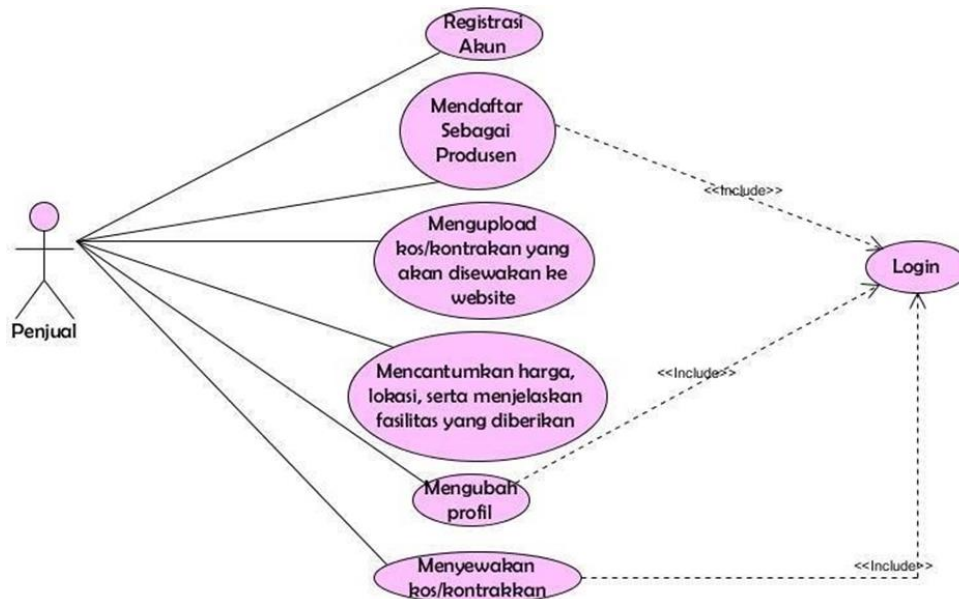 Registrasi
Akun
Mendaftar
Sebagai
Produsen
<<Include>>
Mengupload
kos/kontrakan yang
akan disewakan ke
website
Login
Penjual
Mencantumkan harga,
lokasi, serta menjelaskan
fasilitas yang diberikan
<<Include>>
Mengubah
profil
Menyewakan
kos/kontrakkan
<<Include>>